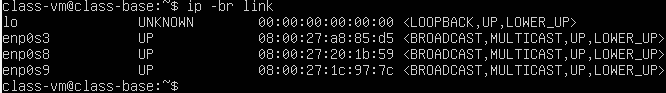 class-vm@class-base:~$ ip -br link
lo               UNKNOWN        00:00:00:00:00:00 <LOOPBACK,UP,LOWER_UP>
enp0s3           UP             08:00:27:a8:85:d5 <BROADCAST,MULTICAST,UP,LOWER_UP>
enp0s8           UP             08:00:27:20:1b:59 <BROADCAST,MULTICAST,UP,LOWER_UP>
enp0s9           UP             08:00:27:1c:97:7c <BROADCAST,MULTICAST,UP,LOWER_UP>
class-vm@class-base:~$